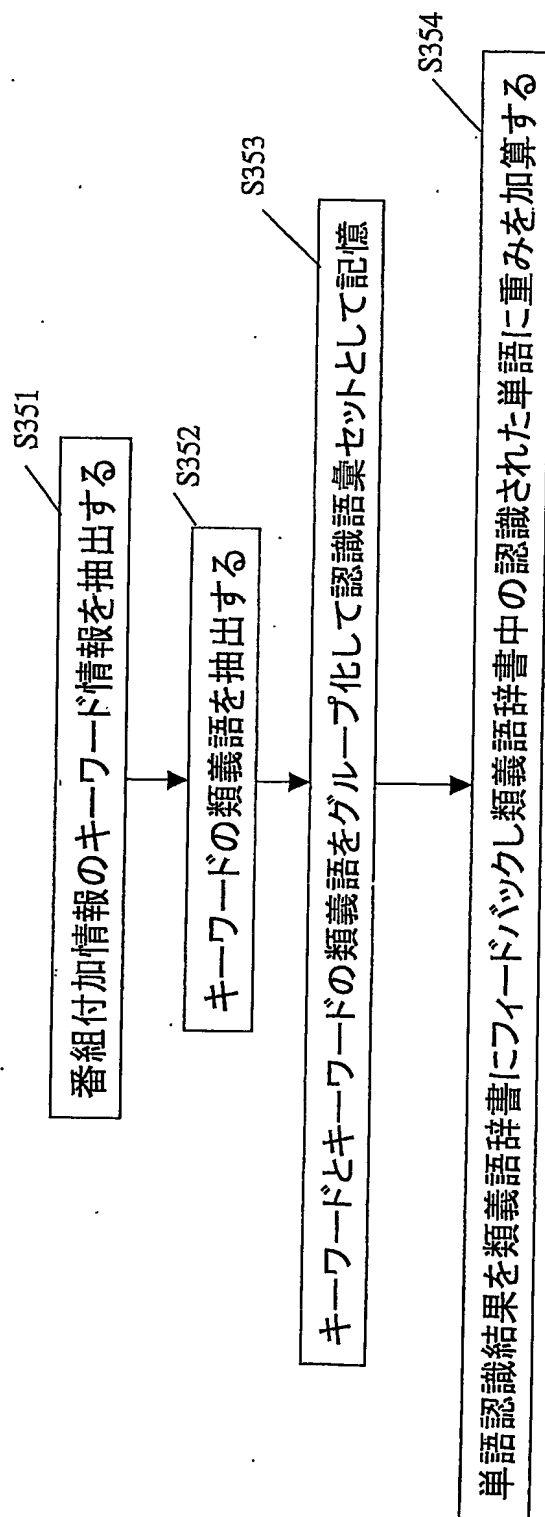 S351
番組付加情報のキーワード情報を抽出する
S352
キーワードの類義語を抽出する
S353
キーワードとキーワードの類義語をグループ化して認識語彙セットとして記憶
S354
単語認識結果を類義語辞書にフィードバックし類義語辞書中の認識された単語に重みを加算する